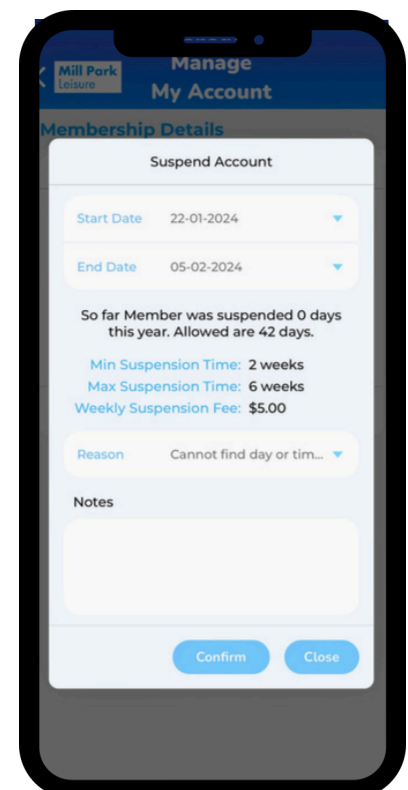 Manage
Mill Park
Leisure
My Account
Membership Details
Suspend Account
Start Date 22-01-2024
End Date 05-02-2024
So far Member was suspended 0 days
this year. Allowed are 42 days.
Min Suspension Time: 2 weeks
Max Suspension Time: 6 weeks
Weekly Suspension Fee: $5.00
Reason Cannot find day or tim...
Notes
Confirm Close